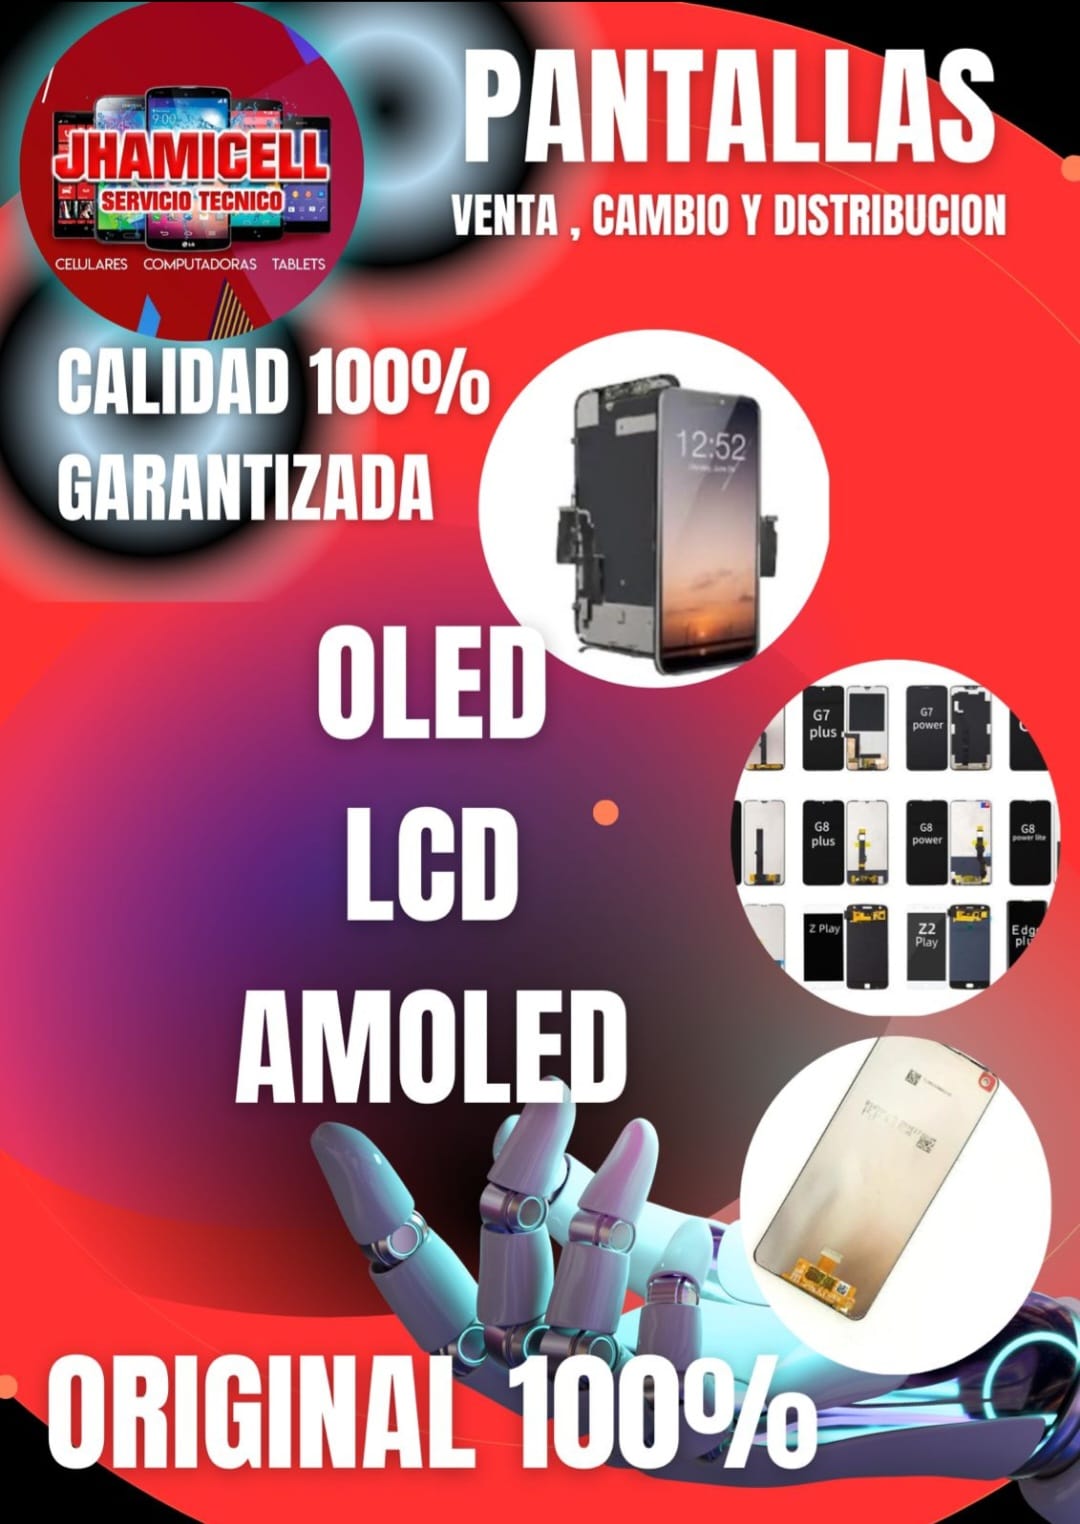 JHAMICELL
SERVICIO TECNICO
CELULARES COMPUTADORAS TABLETS
PANTALLAS
VENTA , CAMBIO Y DISTRIBUCION
CALIDAD 100%
GARANTIZADA
12:52
OLED
LCD
AMOLED
G7
plus
G7
power
G8
plus
G8
power
G8
power lite
Z Play
Z2
Play
ORIGINAL 100%